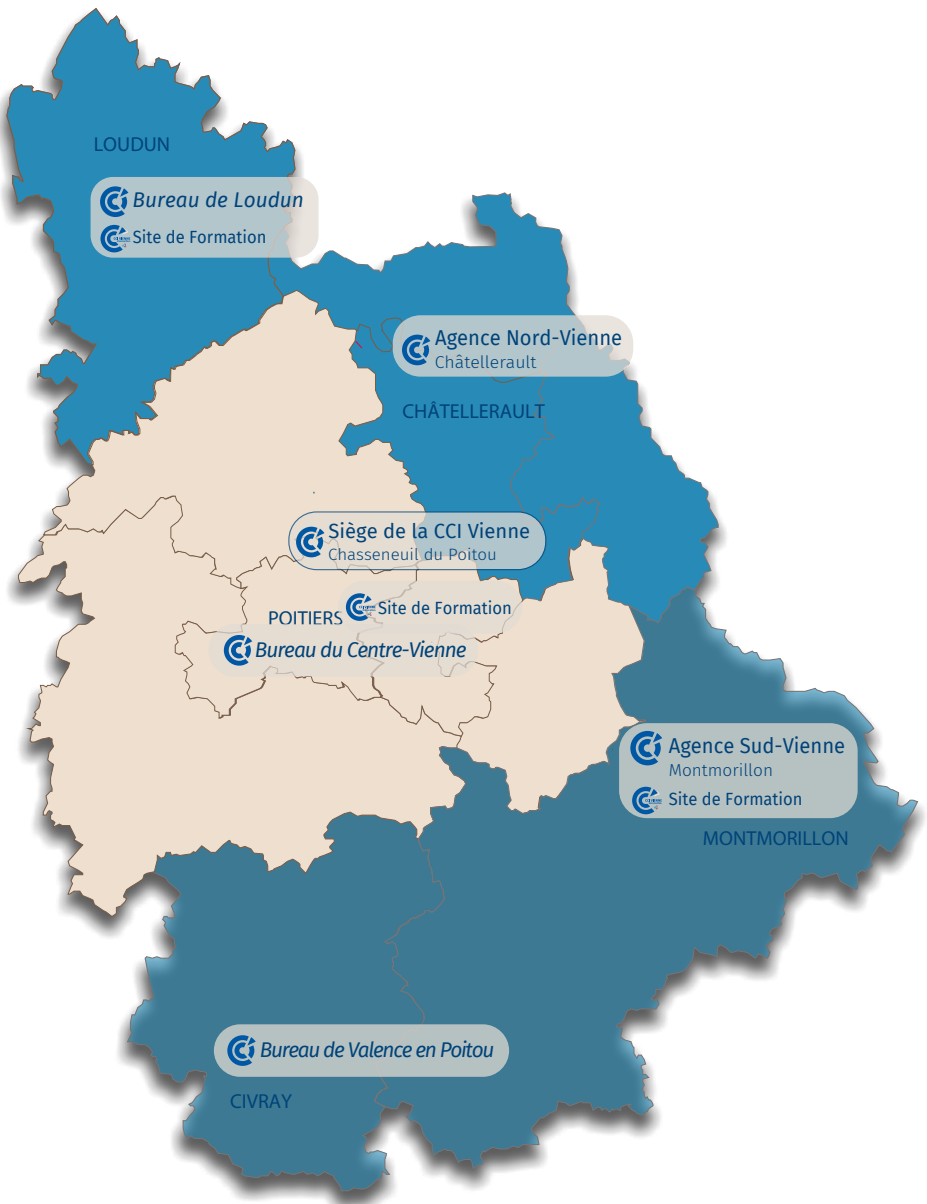 LOUDUN
Bureau de Loudun
Site de Formation
Agence Nord-Vienne
Châtellerault
CHÂTELLERAULT
Siège de la CCI Vienne
Chasseneuil du Poitou
Site de Formation
POITIERS
Bureau du Centre-Vienne
Agence Sud-Vienne
Montmorillon
Site de Formation
MONTMORILLON
Bureau de Valence en Poitou
CIVRAY